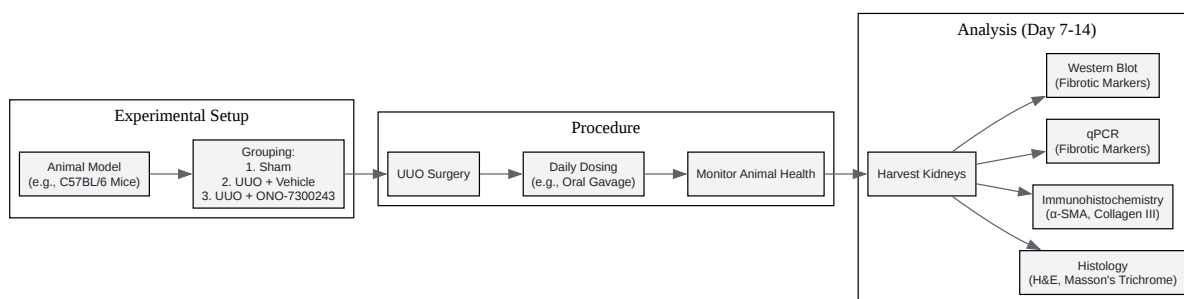 Experimental Setup
Animal Model
(e.g., C57BL/6 Mice)
Grouping:
1. Sham
2. UUO + Vehicle
3. UUO + ONO-7300243
Procedure
UUO Surgery
Daily Dosing
(e.g., Oral Gavage)
Monitor Animal Health
Analysis (Day 7-14)
Harvest Kidneys
Western Blot
(Fibrotic Markers)
qPCR
(Fibrotic Markers)
Immunohistochemistry
(α-SMA, Collagen III)
Histology
(H&E, Masson's Trichrome)